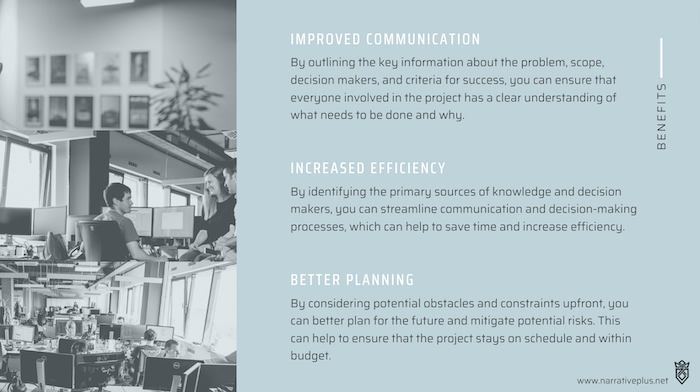 IMPROVED COMMUNICATION
By outlining the key information about the problem, scope,
decision makers, and criteria for success, you can ensure that
everyone involved in the project has a clear understanding of
what needs to be done and why.
BENEFITS
INCREASED EFFICIENCY
By identifying the primary sources of knowledge and decision
makers, you can streamline communication and decision-making
processes, which can help to save time and increase efficiency.
BETTER PLANNING
By considering potential obstacles and constraints upfront, you
can better plan for the future and mitigate potential risks. This
can help to ensure that the project stays on schedule and within
budget.
www.narrativeplus.net